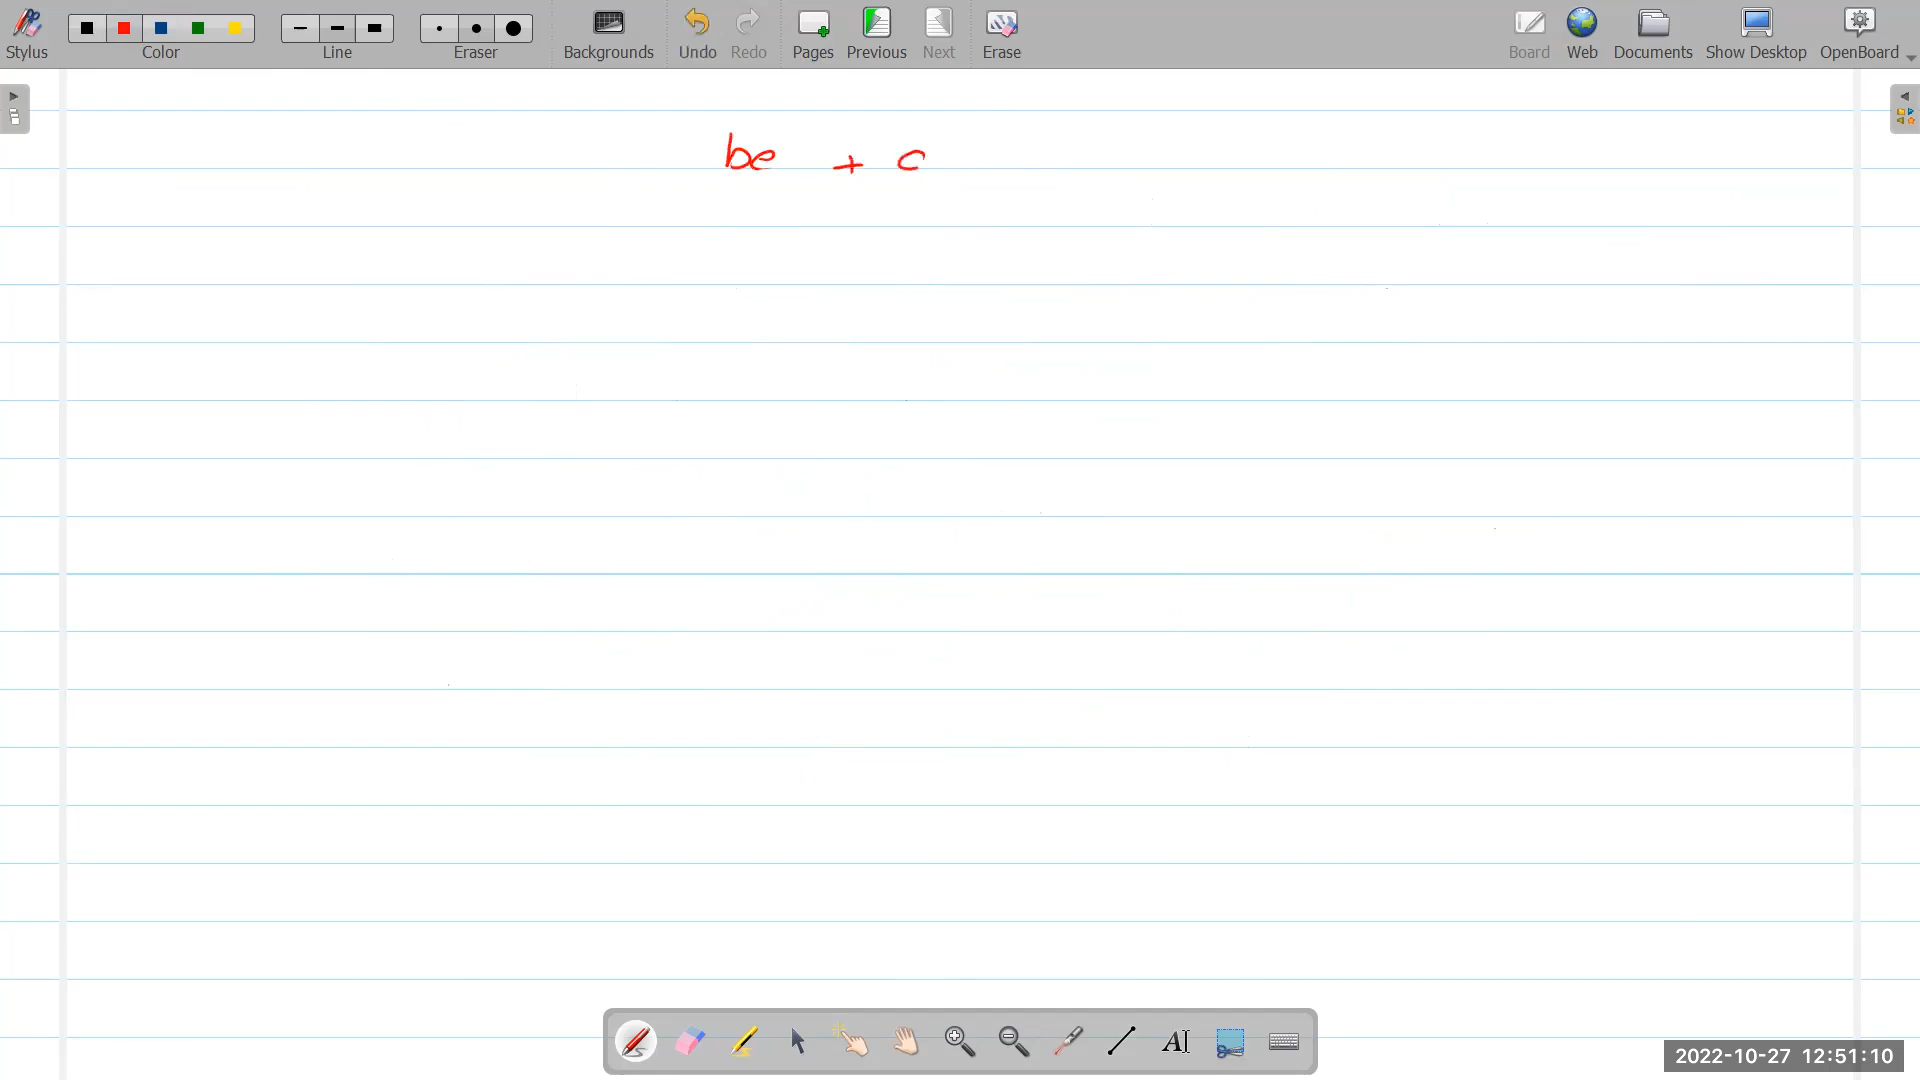 Stylus Color Line Eraser Backgrounds Undo Redo Pages Previous Next Erase Board Web Documents Show Desktop OpenBoard
be + c
AI
2022-10-27 12:51:10